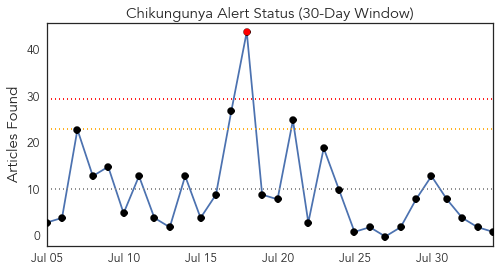 Chikungunya Alert Status (30-Day Window)
Articles Found
40
30
20
10
0
Jul 05 Jul 10 Jul 15 Jul 20 Jul 25 Jul 30